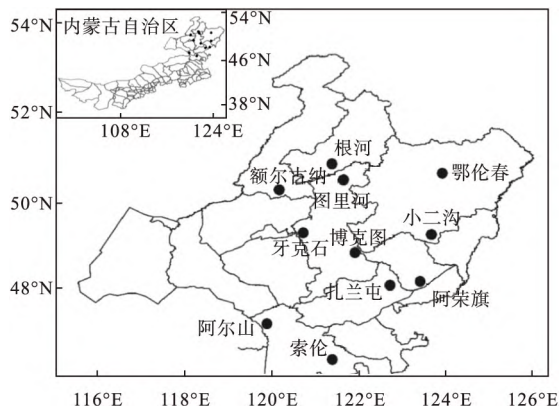 54°N
52°N
50°N
48°N
内蒙古自治区
54°N
46°N
38°N
108°E
124°E
根河
额尔古纳
图里河
鄂伦春
小二沟
牙克石
博克图
扎兰屯
阿荣旗
阿尔山
索伦
116°E
118°E
120°E
122°E
124°E
126°E